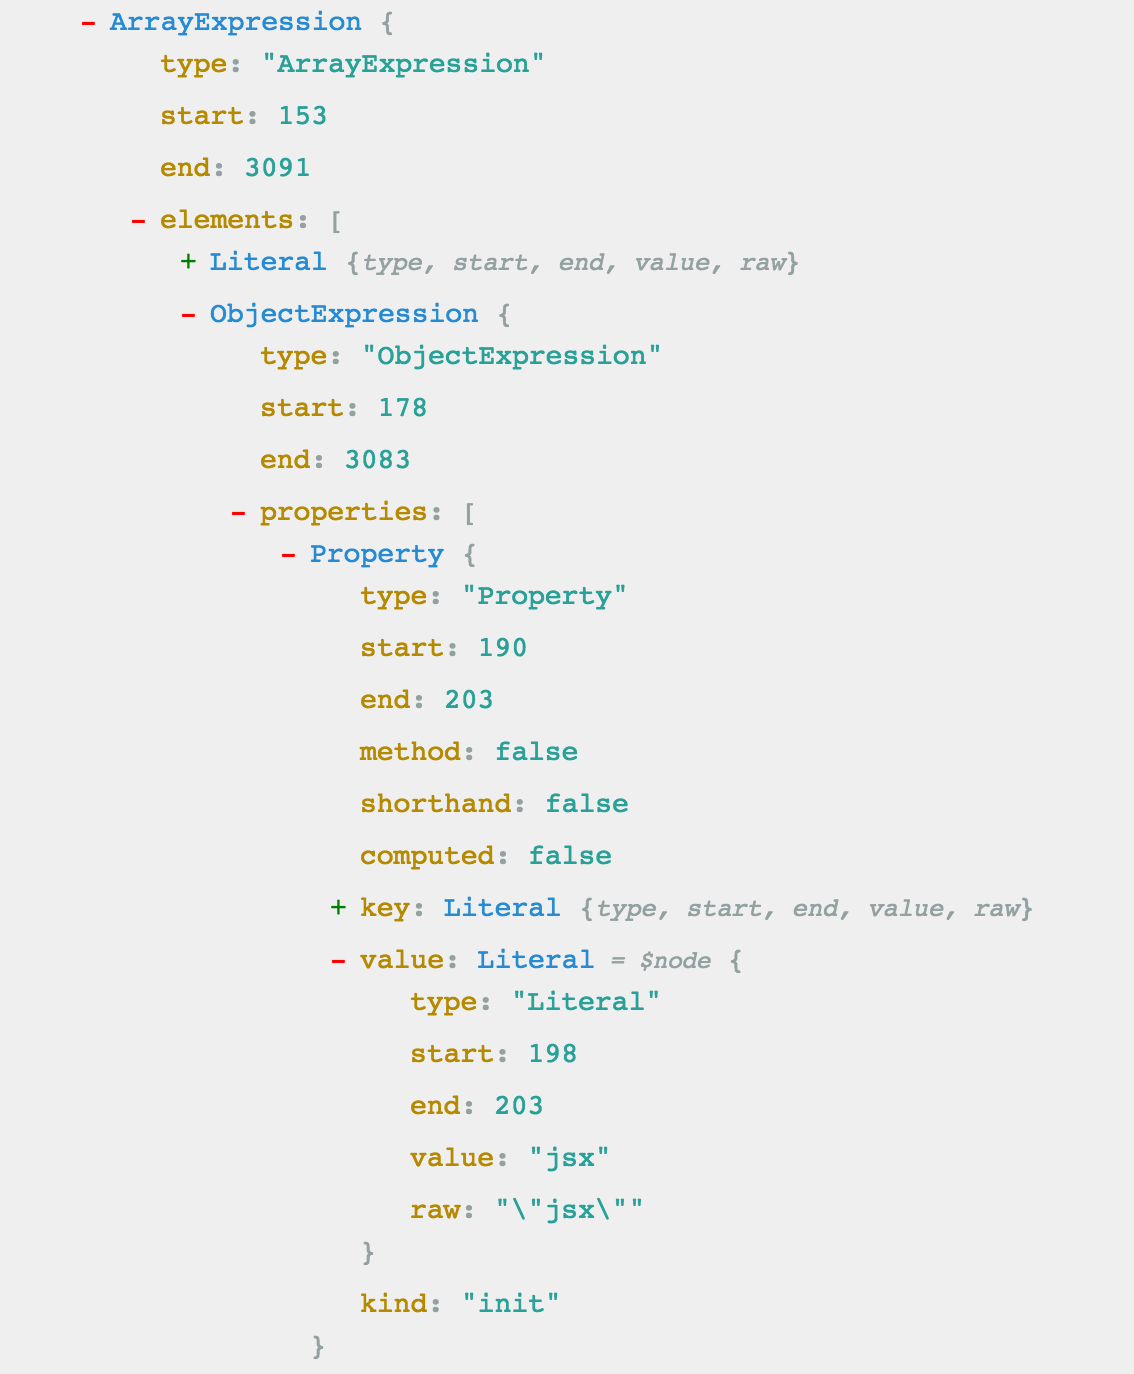 - ArrayExpression {
type: "ArrayExpression"
start: 153
end: 3091
- elements: [
+ Literal {type, start, end, value, raw}
- ObjectExpression {
type: "ObjectExpression"
start: 178
end: 3083
- properties: [
- Property {
type: "Property"
start: 190
end: 203
method: false
shorthand: false
computed: false
+ key: Literal {type, start, end, value, raw}
- value: Literal = $node {
type: "Literal"
start: 198
end: 203
value: "jsx"
raw: "\"jsx\""
}
kind: "init"
}